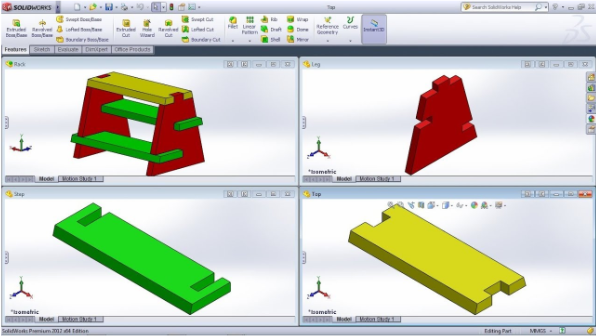 SOLIDWORKS
Top
Search SolidWorks Help
Extruded Boss/Base
Revolved Boss/Base
Swept Boss/Base
Lofted Boss/Base
Boundary Boss/Base
Extruded Cut
Hole Wizard
Revolved Cut
Swept Cut
Lofted Cut
Boundary Cut
Fillet
Linear Pattern
Rib
Draft
Shell
Wrap
Dome
Mirror
Reference Geometry
Curves
Instant3D
Features Sketch Evaluate DimXpert Office Products
Rack
Leg
*Isometric
Model Motion Study 1
Model Motion Study 1
Step
Top
*Isometric
*Isometric
Model Motion Study 1
Model Motion Study 1
SolidWorks Premium 2012 x64 Edition
Editing Part
MMGS